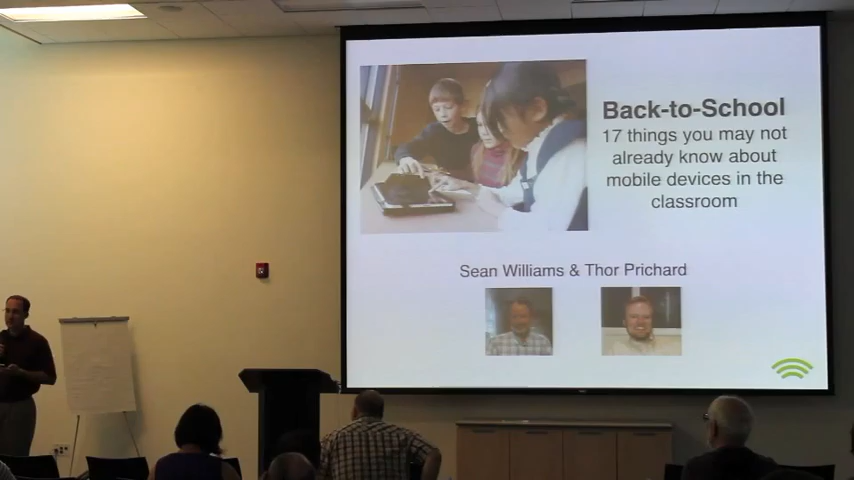 Back-to-School
17 things you may not
already know about
mobile devices in the
classroom
Sean Williams & Thor Prichard